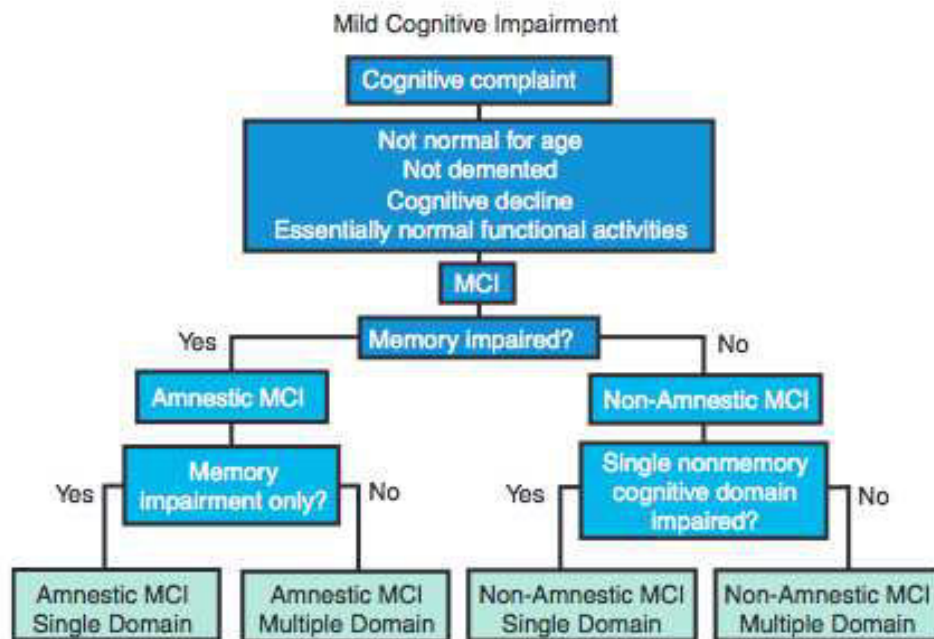 Mild Cognitive Impairment
Cognitive complaint
Not normal for age
Not demented
Cognitive decline
Essentially normal functional activities
MCI
Yes
Memory impaired?
No
Amnestic MCI
Non-Amnestic MCI
Yes
Memory
impairment only?
No
Yes
Single nonmemory
cognitive domain
impaired?
No
Amnestic MCI
Single Domain
Amnestic MCI
Multiple Domain
Non-Amnestic MCI
Single Domain
Non-Amnestic MCI
Multiple Domain